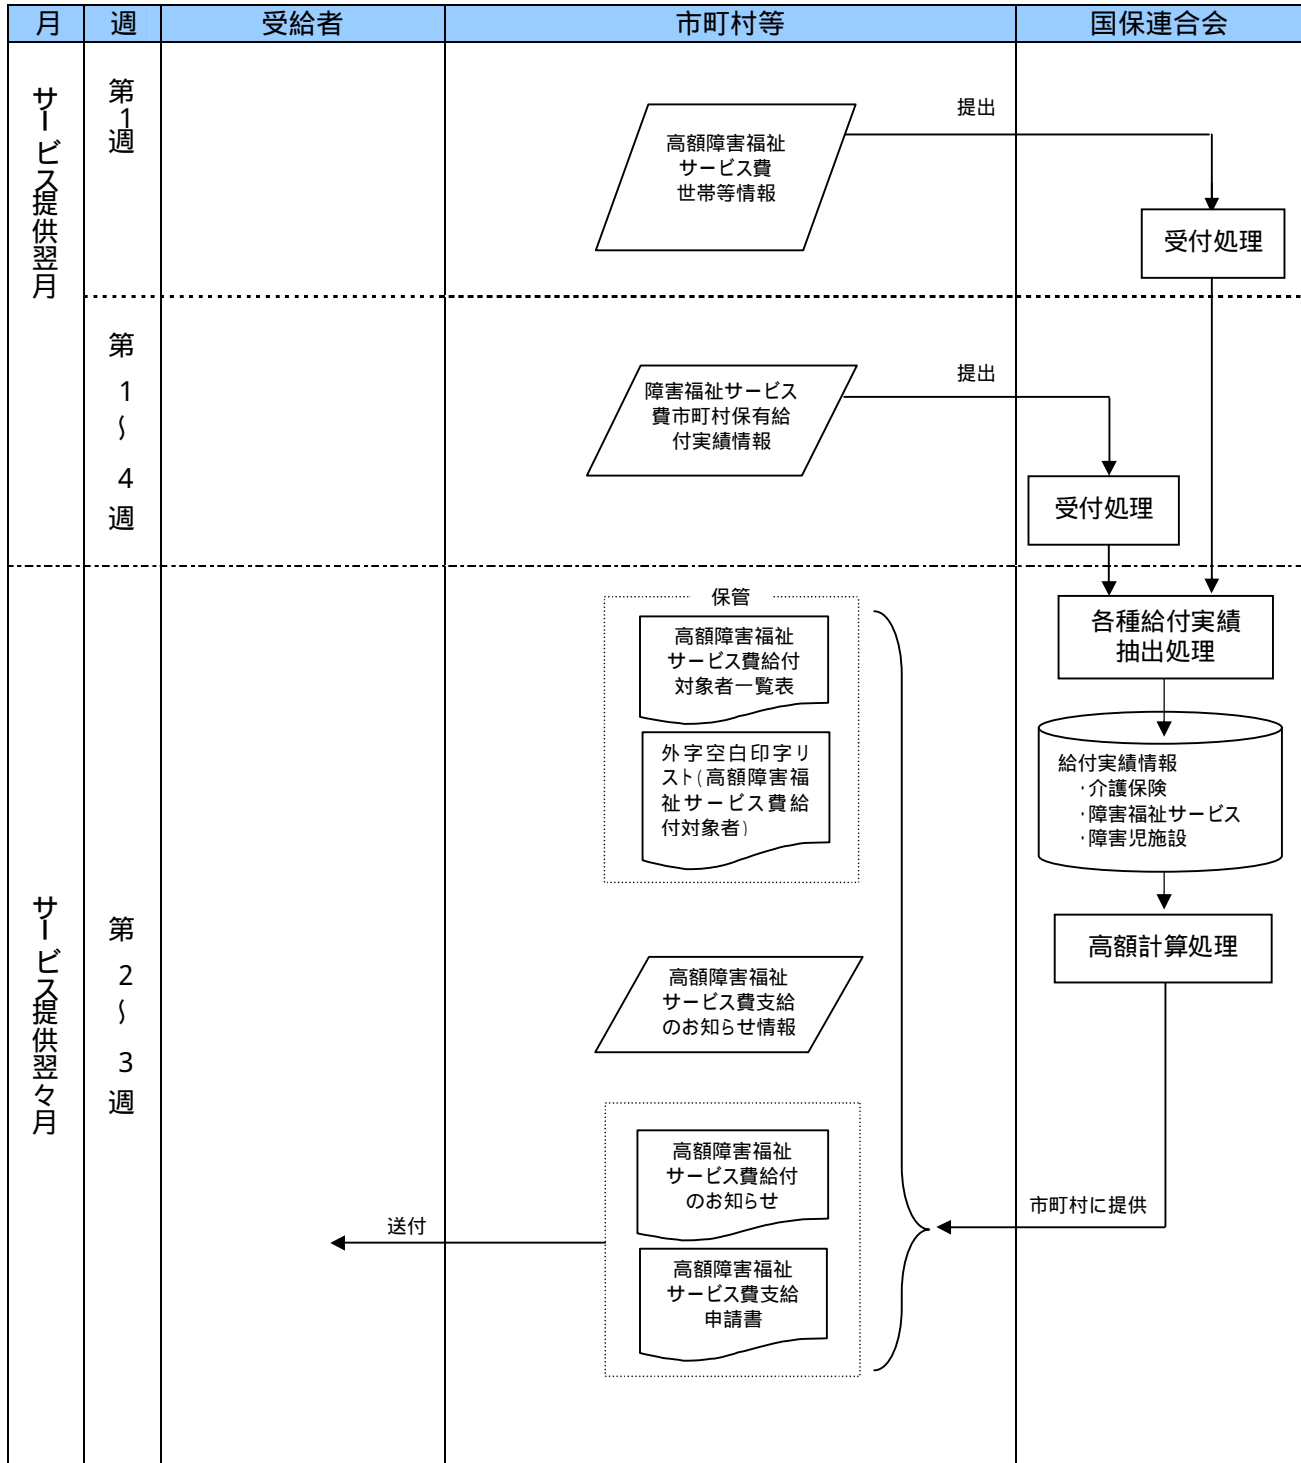 月
週
受給者
市町村等
国保連合会
サービス提供翌月
第1週
高額障害福祉
サービス費
世帯等情報
提出
受付処理
第
1
～
4
週
障害福祉サービス
費市町村保有給
付実績情報
提出
受付処理
サービス提供翌々月
第
2
～
3
週
保管
高額障害福祉
サービス費給付
対象者一覧表
外字空白印字リ
スト(高額障害福
祉サービス費給
付対象者)
各種給付実績
抽出処理
給付実績情報
・介護保険
・障害福祉サービス
・障害児施設
高額計算処理
高額障害福祉
サービス費支給
のお知らせ情報
高額障害福祉
サービス費給付
のお知らせ
市町村に提供
送付
高額障害福祉
サービス費支給
申請書